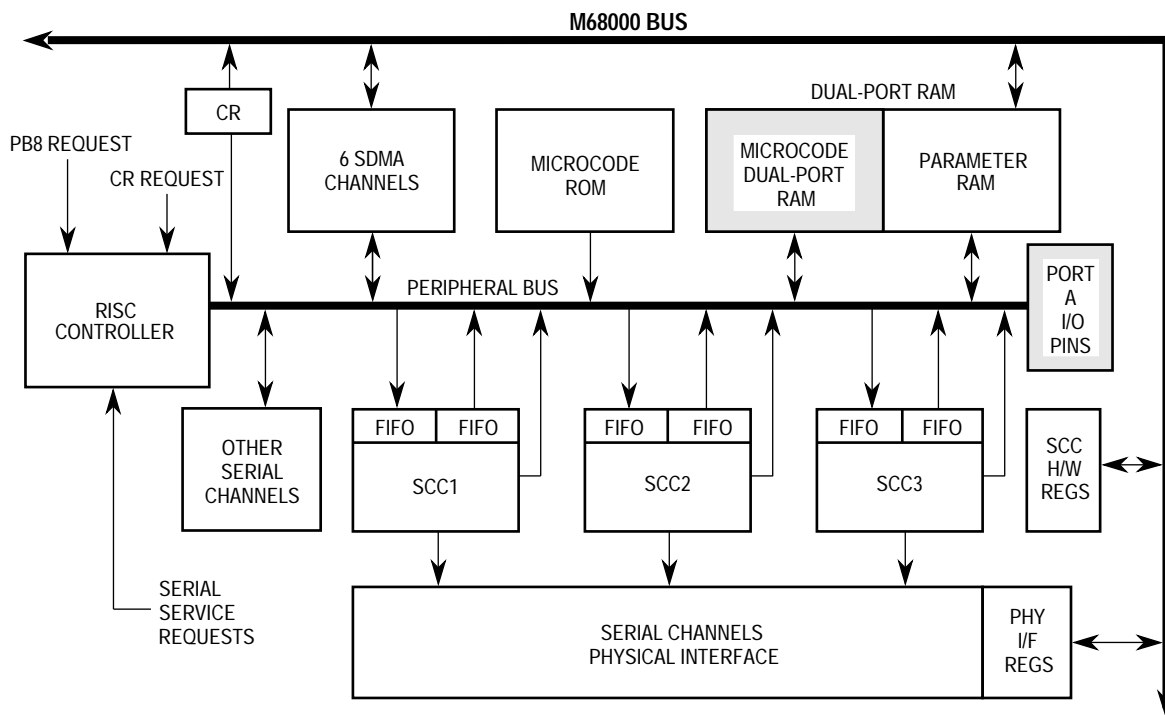 M68000 BUS
CR
DUAL-PORT RAM
PB8 REQUEST
CR REQUEST
6 SDMA
CHANNELS
MICROCODE
ROM
MICROCODE
DUAL-PORT
RAM
PARAMETER
RAM
RISC
CONTROLLER
PERIPHERAL BUS
PORT
A
I/O
PINS
OTHER
SERIAL
CHANNELS
FIFO
FIFO
SCC1
FIFO
FIFO
SCC2
FIFO
FIFO
SCC3
SCC
H/W
REGS
SERIAL
SERVICE
REQUESTS
SERIAL CHANNELS
PHYSICAL INTERFACE
PHY
I/F
REGS